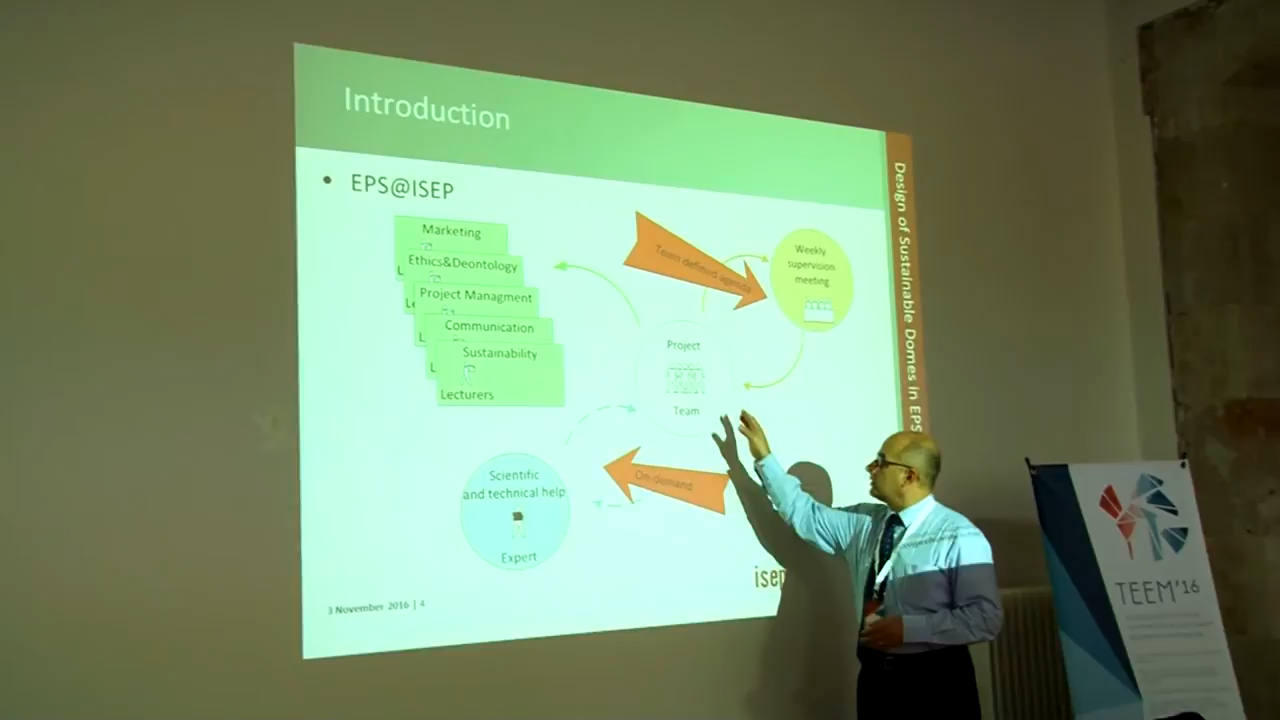 Introduction
• EPS@ISEP
Marketing
Ethics&Deontology
L
Project Managment
Le
Communication
L
Sustainability
L
Lecturers
Team defined agenda
Weekly
supervision
meeting
Project
Team
On-demand
Scientific
and technical help
Expert
isep
3 November 2016 | 4
Design of Sustainable Domes in EPS
TEEM'16